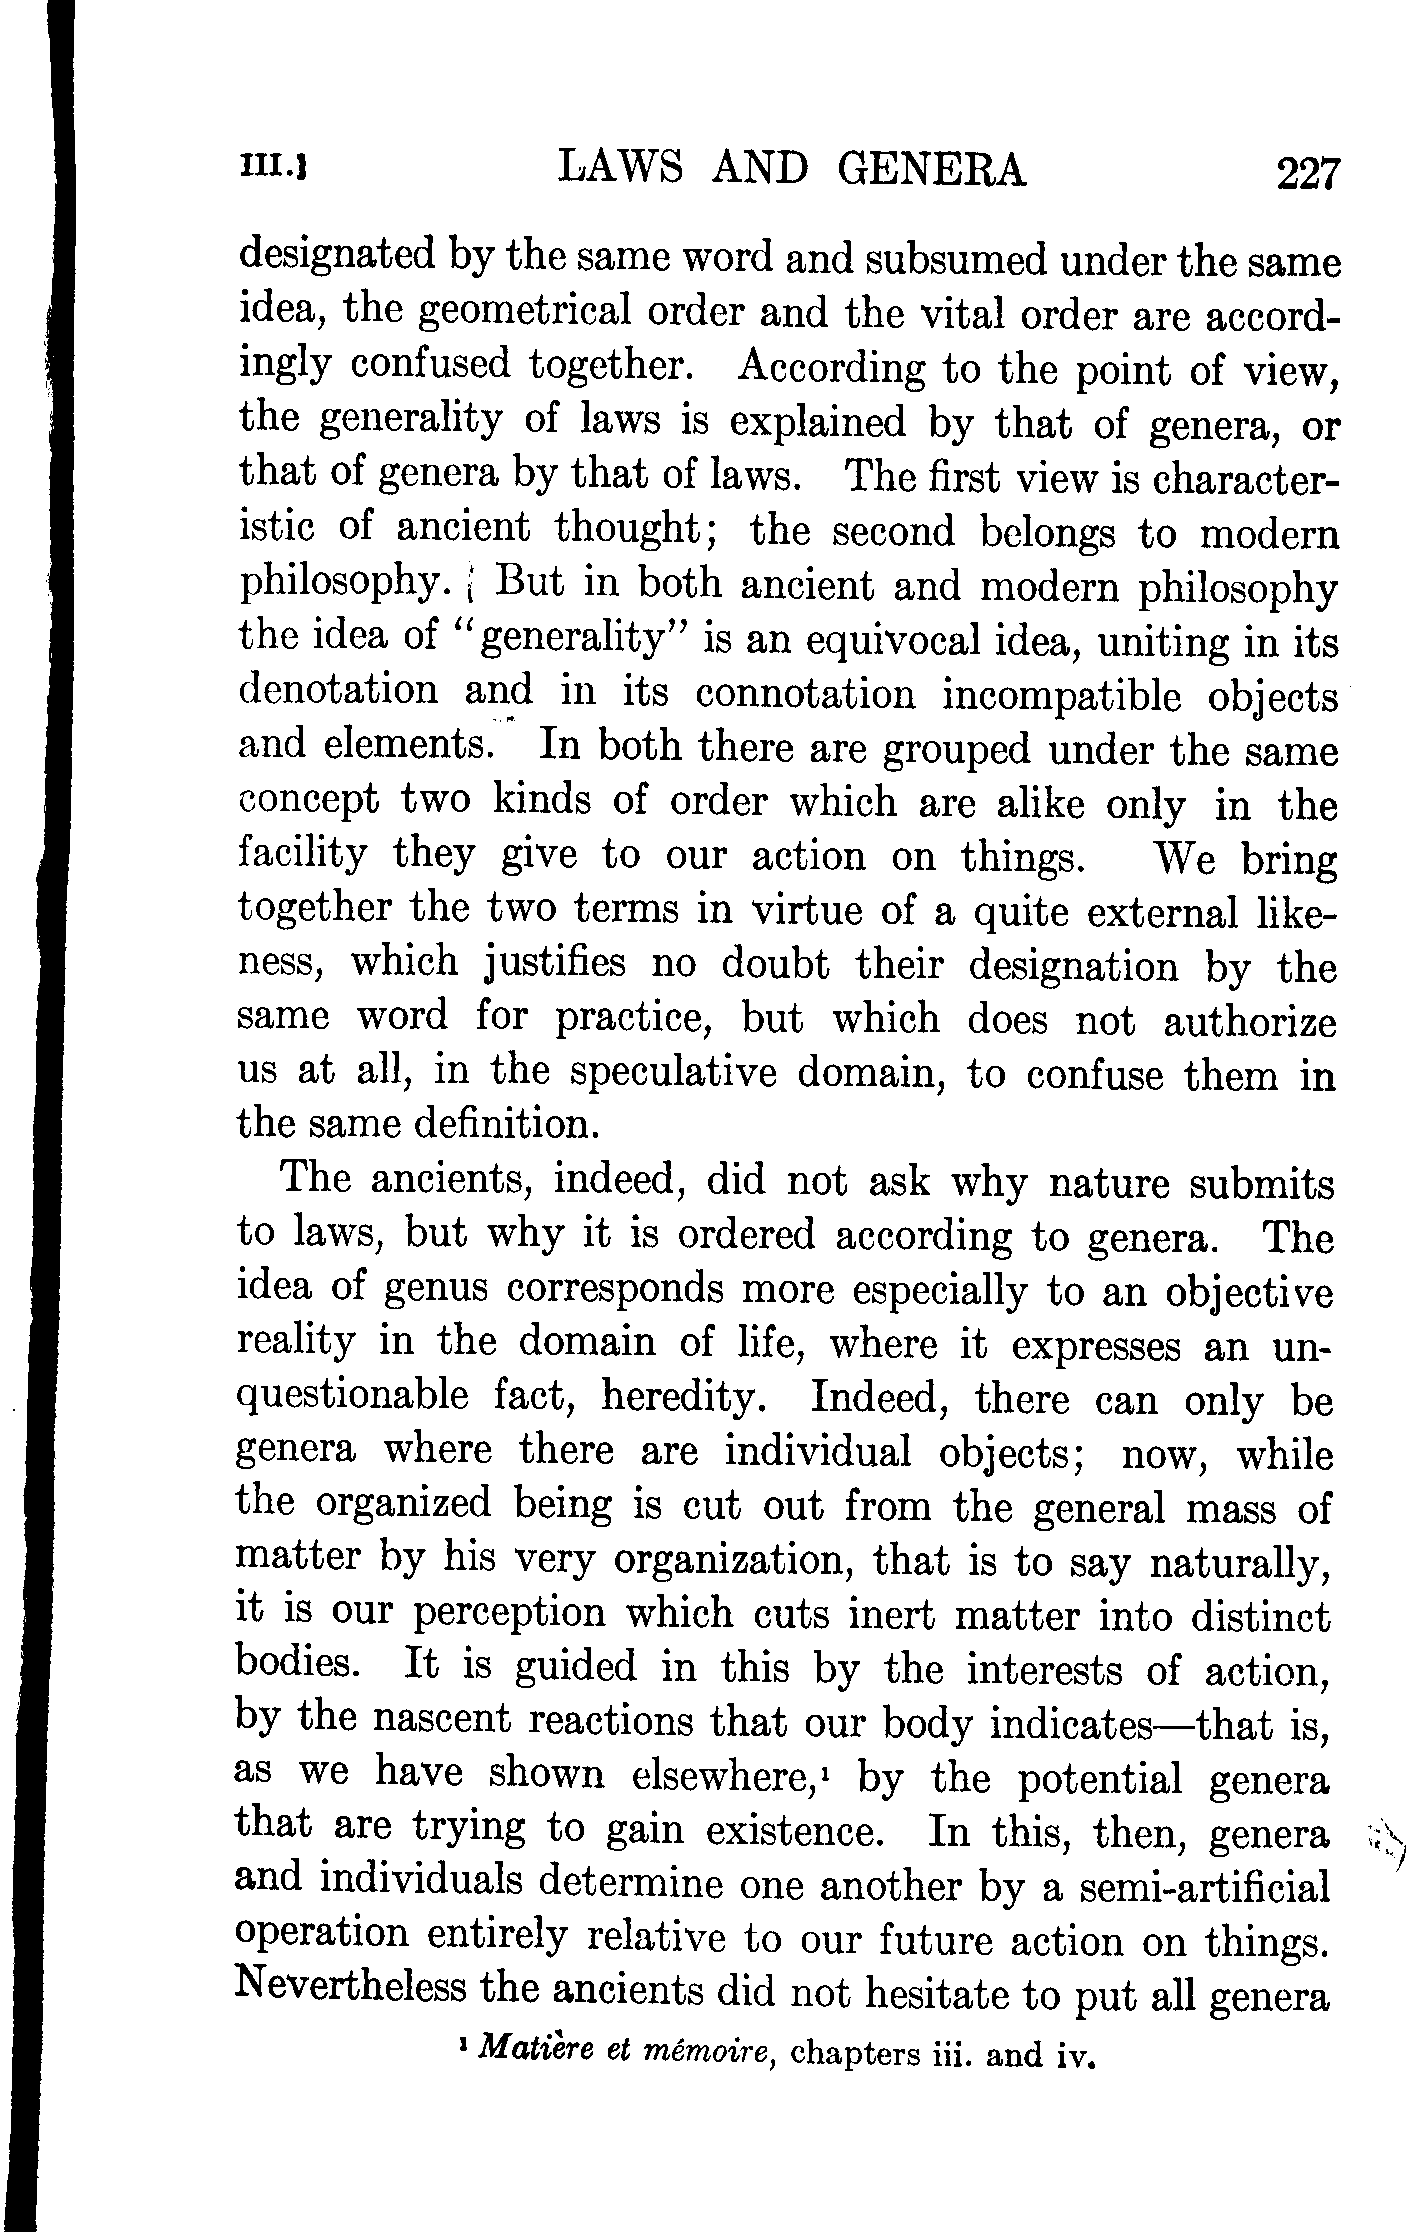 III.] LAWS AND GENERA 227
designated by the same word and subsumed under the same
idea, the geometrical order and the vital order are accord-
ingly confused together. According to the point of view,
the generality of laws is explained by that of genera, or
that of genera by that of laws. The first view is character-
istic of ancient thought; the second belongs to modern
philosophy. But in both ancient and modern philosophy
the idea of "generality" is an equivocal idea, uniting in its
denotation and in its connotation incompatible objects
and elements. In both there are grouped under the same
concept two kinds of order which are alike only in the
facility they give to our action on things. We bring
together the two terms in virtue of a quite external like-
ness, which justifies no doubt their designation by the
same word for practice, but which does not authorize
us at all, in the speculative domain, to confuse them in
the same definition.
The ancients, indeed, did not ask why nature submits
to laws, but why it is ordered according to genera. The
idea of genus corresponds more especially to an objective
reality in the domain of life, where it expresses an un-
questionable fact, heredity. Indeed, there can only be
genera where there are individual objects; now, while
the organized being is cut out from the general mass of
matter by his very organization, that is to say naturally,
it is our perception which cuts inert matter into distinct
bodies. It is guided in this by the interests of action,
by the nascent reactions that our body indicates—that is,
as we have shown elsewhere,¹ by the potential genera
that are trying to gain existence. In this, then, genera
and individuals determine one another by a semi-artificial
operation entirely relative to our future action on things.
Nevertheless the ancients did not hesitate to put all genera
¹ Matière et mémoire, chapters iii. and iv.